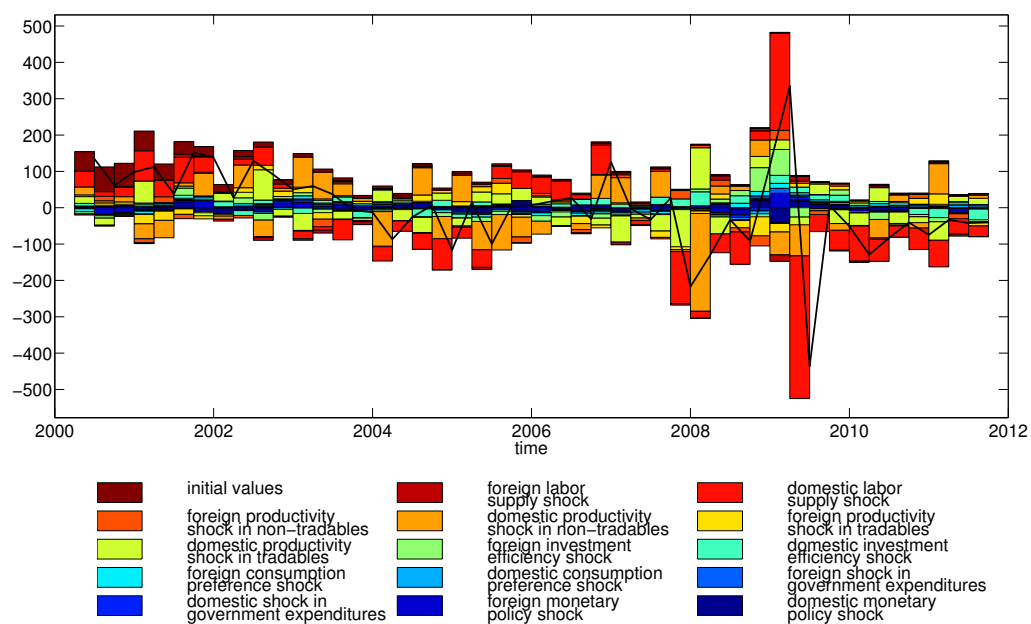 500
400
300
200
100
0
−100
−200
−300
−400
−500
2000 2002 2004 2006 2008 2010 2012
time
initial values
foreign labor
supply shock
domestic labor
supply shock
foreign productivity
shock in non−tradables
domestic productivity
shock in non−tradables
foreign productivity
shock in tradables
domestic productivity
shock in tradables
foreign investment
efficiency shock
domestic investment
efficiency shock
foreign consumption
preference shock
domestic consumption
preference shock
foreign shock in
government expenditures
domestic shock in
government expenditures
foreign monetary
policy shock
domestic monetary
policy shock